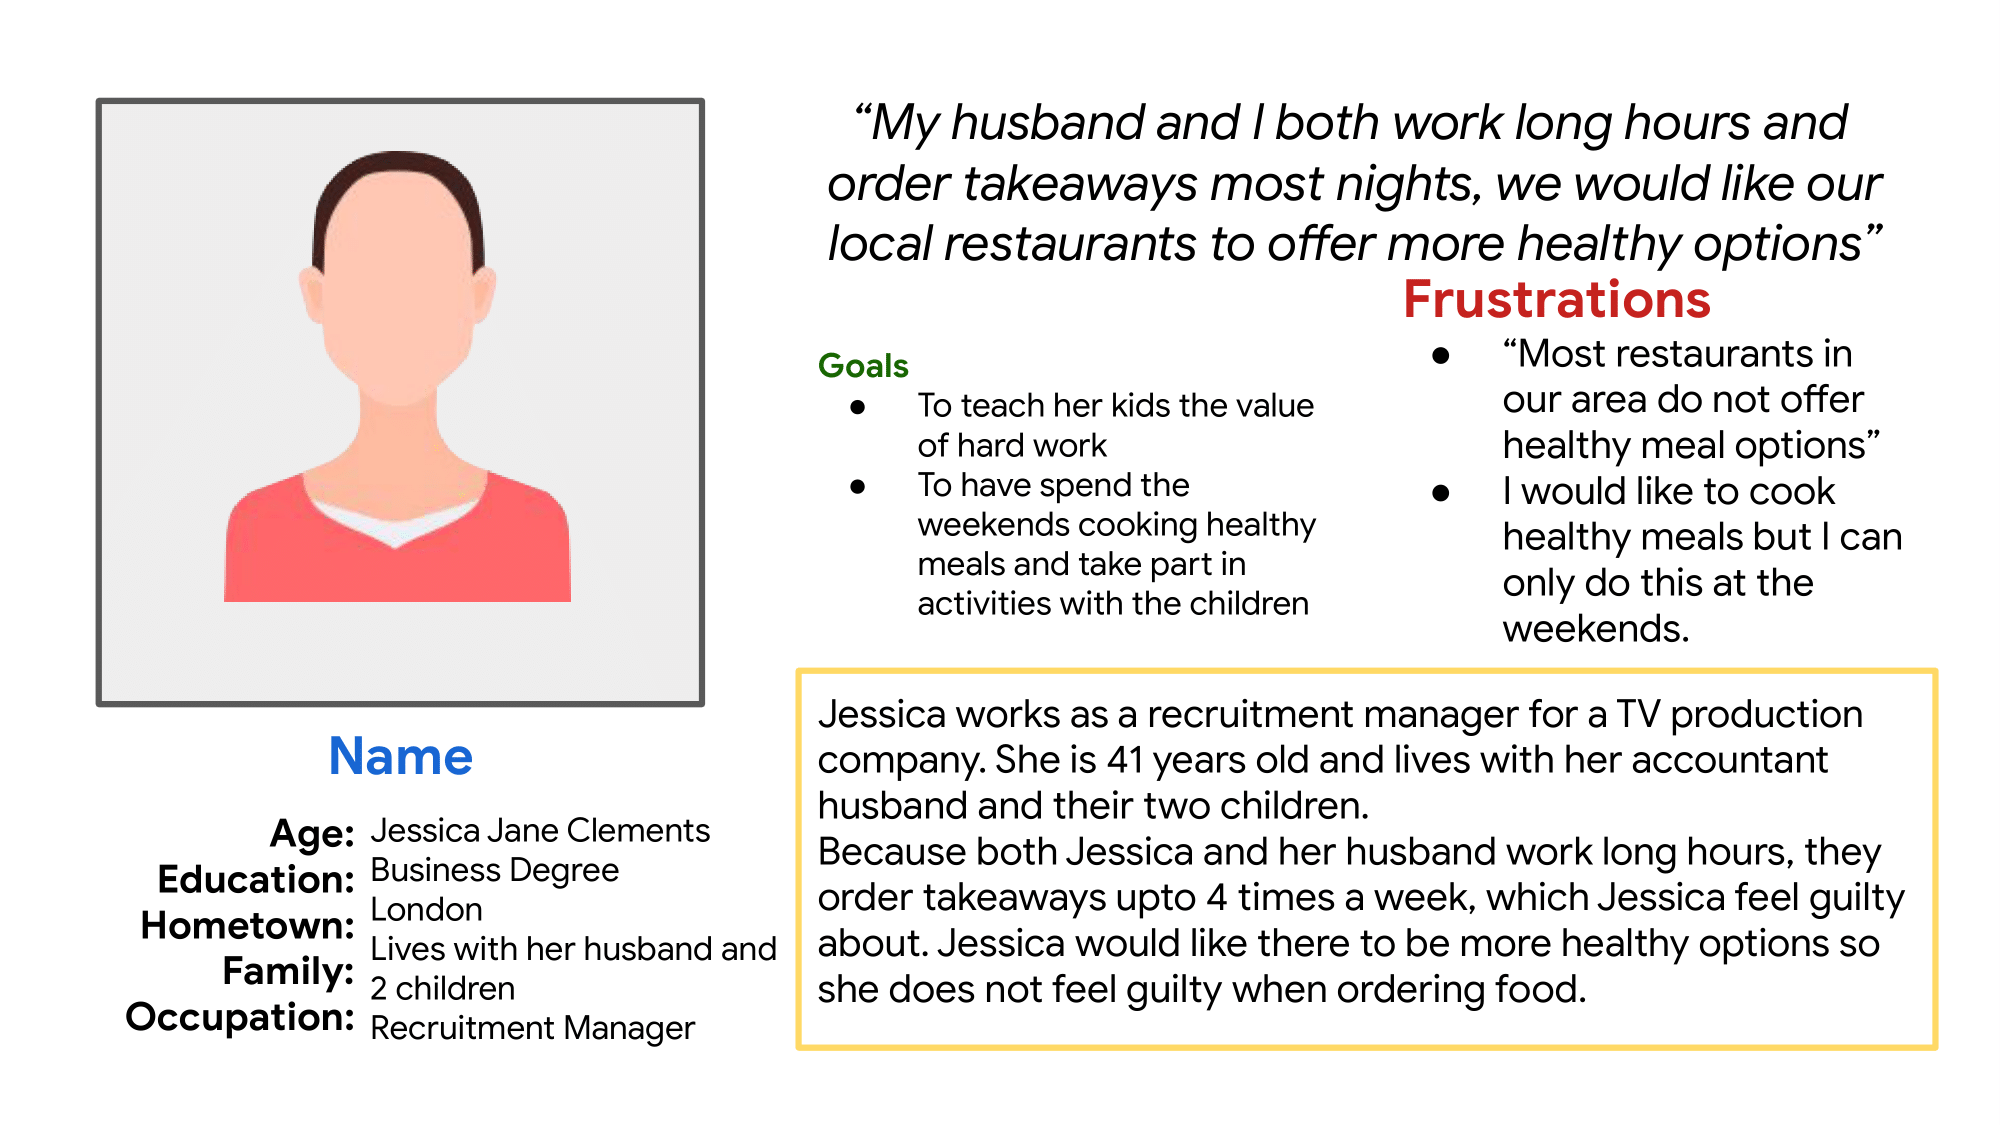 “My husband and I both work long hours and
order takeaways most nights, we would like our
local restaurants to offer more healthy options”
Goals
● To teach her kids the value
of hard work
● To have spend the
weekends cooking healthy
meals and take part in
activities with the children
Frustrations
● “Most restaurants in
our area do not offer
healthy meal options”
● I would like to cook
healthy meals but I can
only do this at the
weekends.
Name
Age:
Education:
Hometown:
Family:
Occupation:
Jessica Jane Clements
Business Degree
London
Lives with her husband and
2 children
Recruitment Manager
Jessica works as a recruitment manager for a TV production
company. She is 41 years old and lives with her accountant
husband and their two children.
Because both Jessica and her husband work long hours, they
order takeaways upto 4 times a week, which Jessica feel guilty
about. Jessica would like there to be more healthy options so
she does not feel guilty when ordering food.